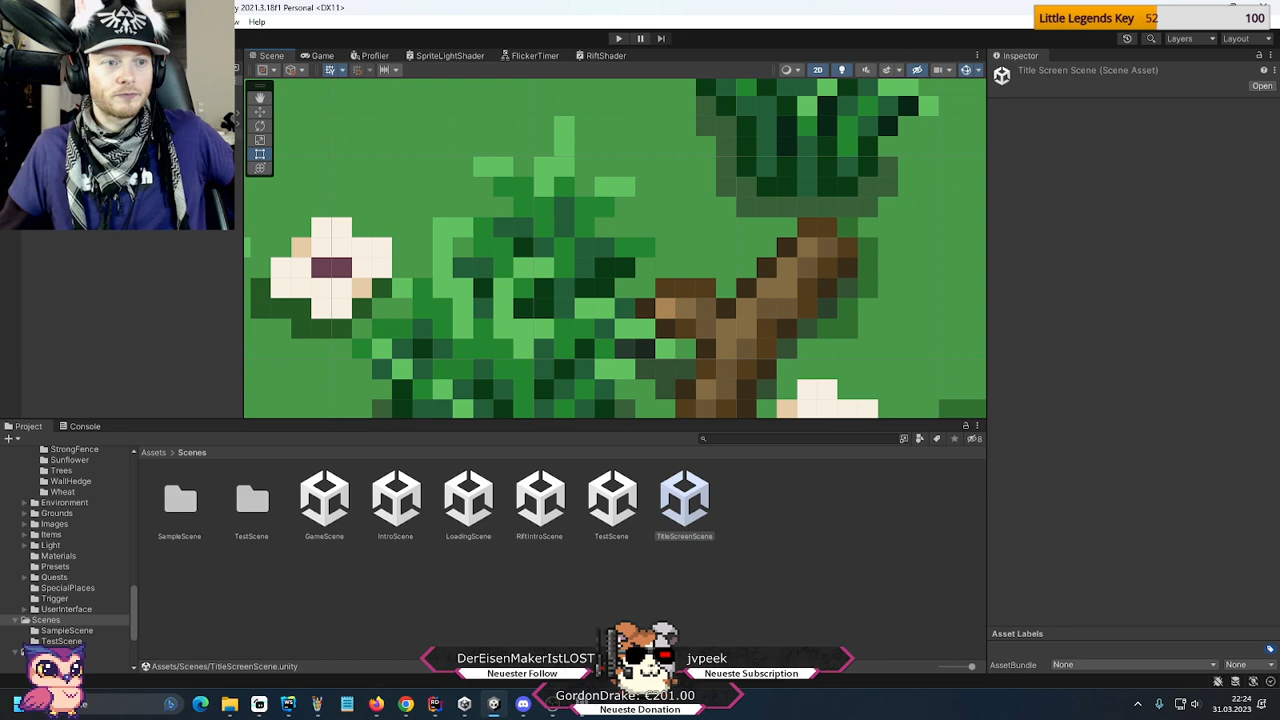 y 2021.3.18f1 Personal <DX11>
Help
Little Legends Key 52 100
Layers
Layout
Scene
Game
Profiler
SpriteLightShader
FlickerTimer
RiftShader
2D
Inspector
Title Screen Scene (Scene Asset)
Open
Project
Console
8
StrongFence
Sunflower
Trees
WallHedge
Wheat
Environment
Grounds
Images
Items
Light
Materials
Presets
Quests
SpecialPlaces
Trigger
UserInterface
Scenes
SampleScene
TestScene
Assets > Scenes
SampleScene
TestScene
GameScene
IntroScene
LoadingScene
RiftIntroScene
TestScene
TitleScreenScene
Assets/Scenes/TitleScreenScene.unity
Asset Labels
AssetBundle
None
None
DerEisenMakerIstLOST
Neuester Follow
jvpeek
Neueste Subscription
GordonDrake: €201.00
Neueste Donation
22:24
31.03.2023